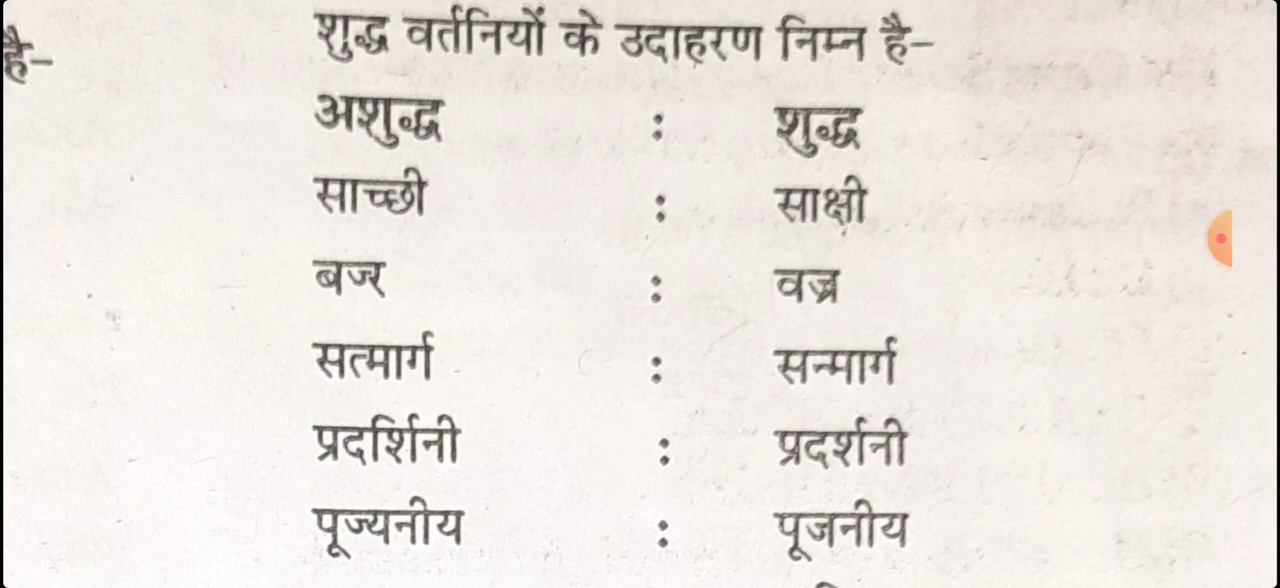 शुद्ध वर्तनियों के उदाहरण निम्न है-
है-
अशुद्ध : शुद्ध
साच्छी : साक्षी
बज्र : वज्र
सत्मार्ग : सन्मार्ग
प्रदर्शिनी : प्रदर्शनी
पूज्यनीय : पूजनीय